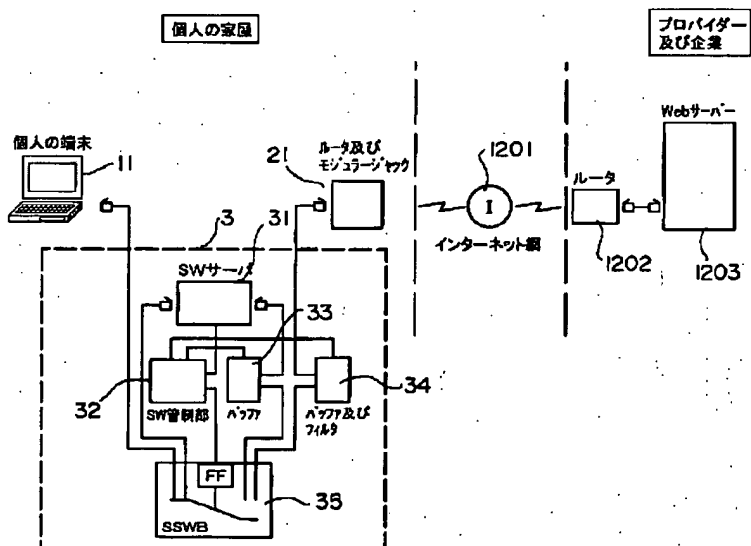 個人の家屋
プロバイダー
及び企業
個人の端末
11
ルータ及び
モジュラージャック
21
1201
I
インターネット網
ルータ
1202
Webサーバー
1203
3
31
SWサーバ
33
32
SW管制部
バッファ
34
バッファ及び
フィルタ
FF
35
SSWB